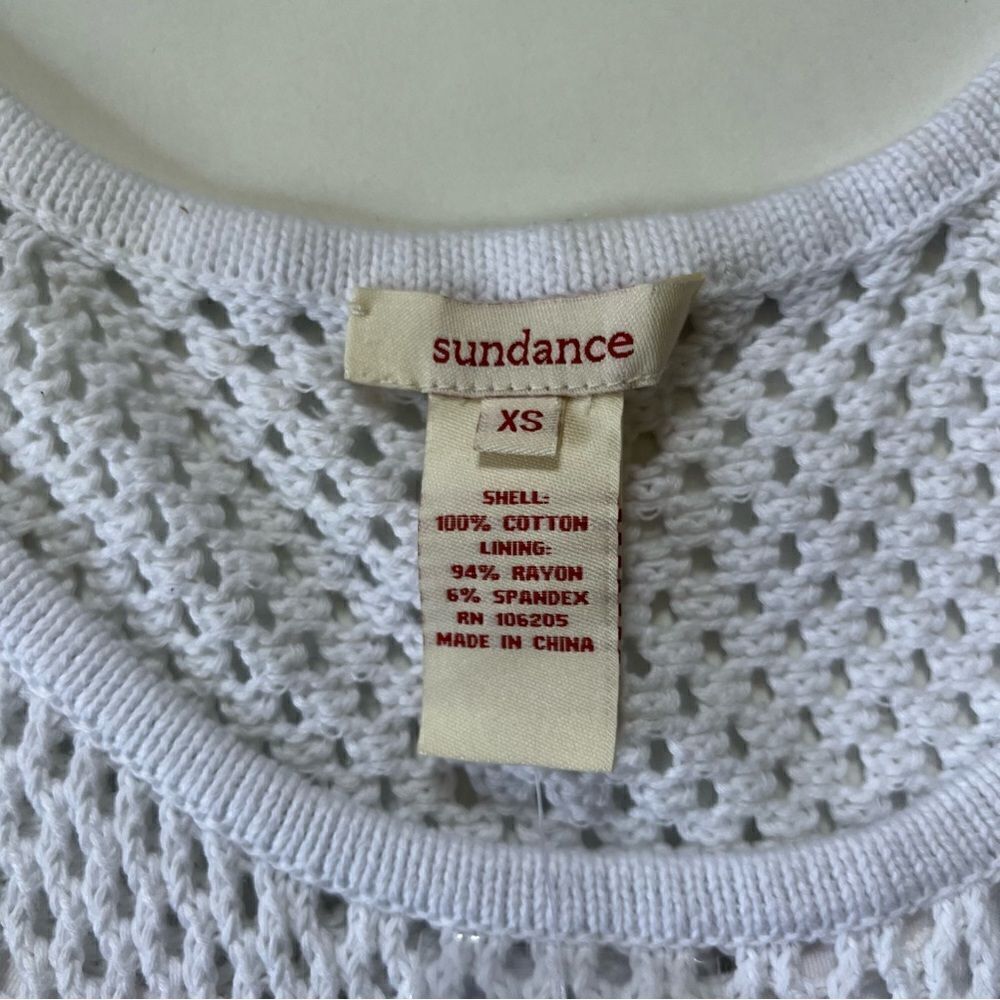 sundance
XS
SHELL:
100% COTTON
LINING:
94% RAYON
6% SPANDEX
RN 106205
MADE IN CHINA